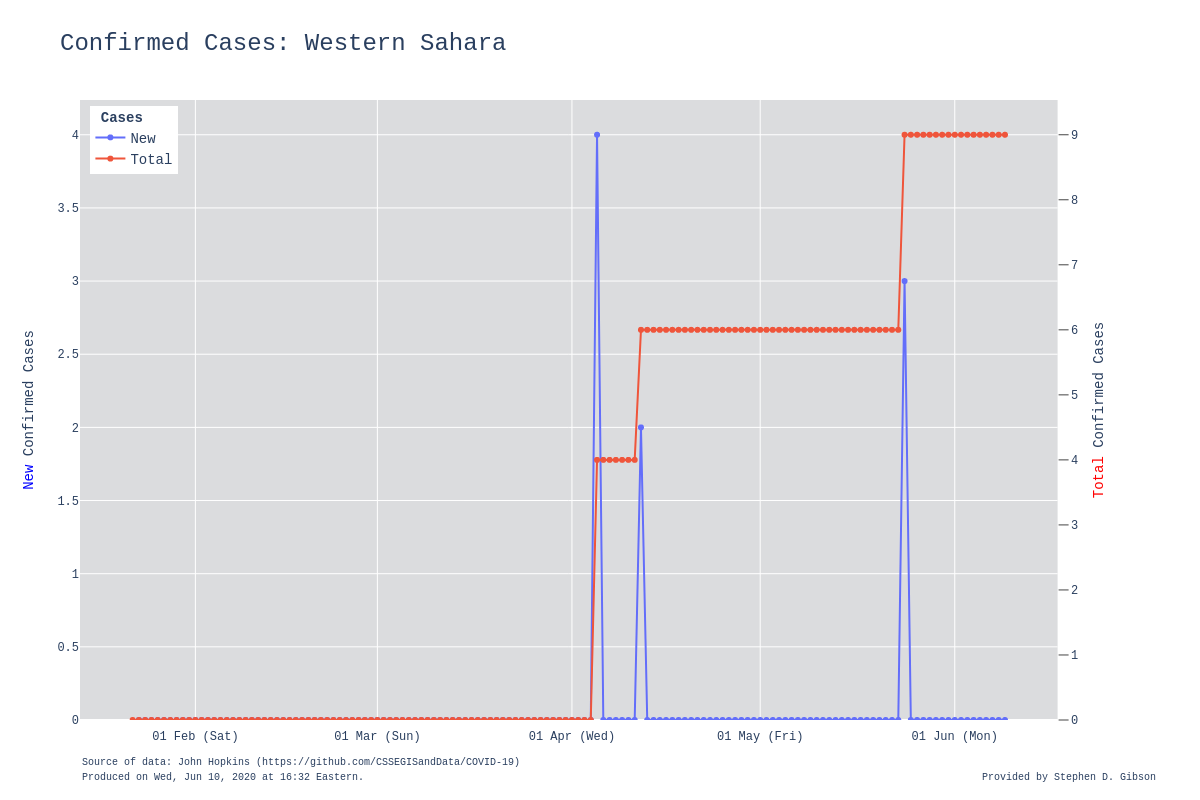 Confirmed Cases: Western Sahara
Cases
New
Total
4
3.5
3
2.5
2
1.5
1
0.5
0
New Confirmed Cases
9
8
7
6
5
4
3
2
1
0
Total Confirmed Cases
01 Feb (Sat)
01 Mar (Sun)
01 Apr (Wed)
01 May (Fri)
01 Jun (Mon)
Source of data: John Hopkins (https://github.com/CSSEGISandData/COVID-19)
Produced on Wed, Jun 10, 2020 at 16:32 Eastern.
Provided by Stephen D. Gibson